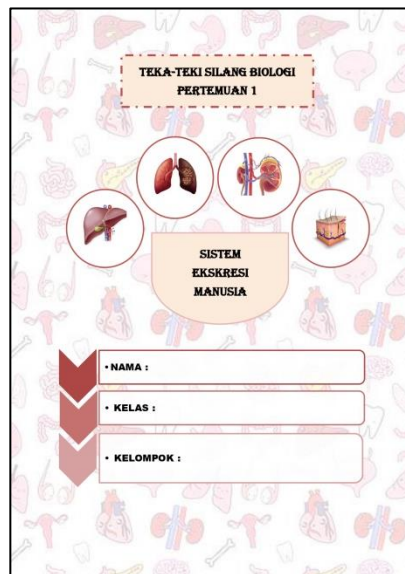 TEKA-TEKI SILANG BIOLOGI
PERTEMUAN 1
SISTEM
EKSKRESI
MANUSIA
• NAMA :
• KELAS :
• KELOMPOK :